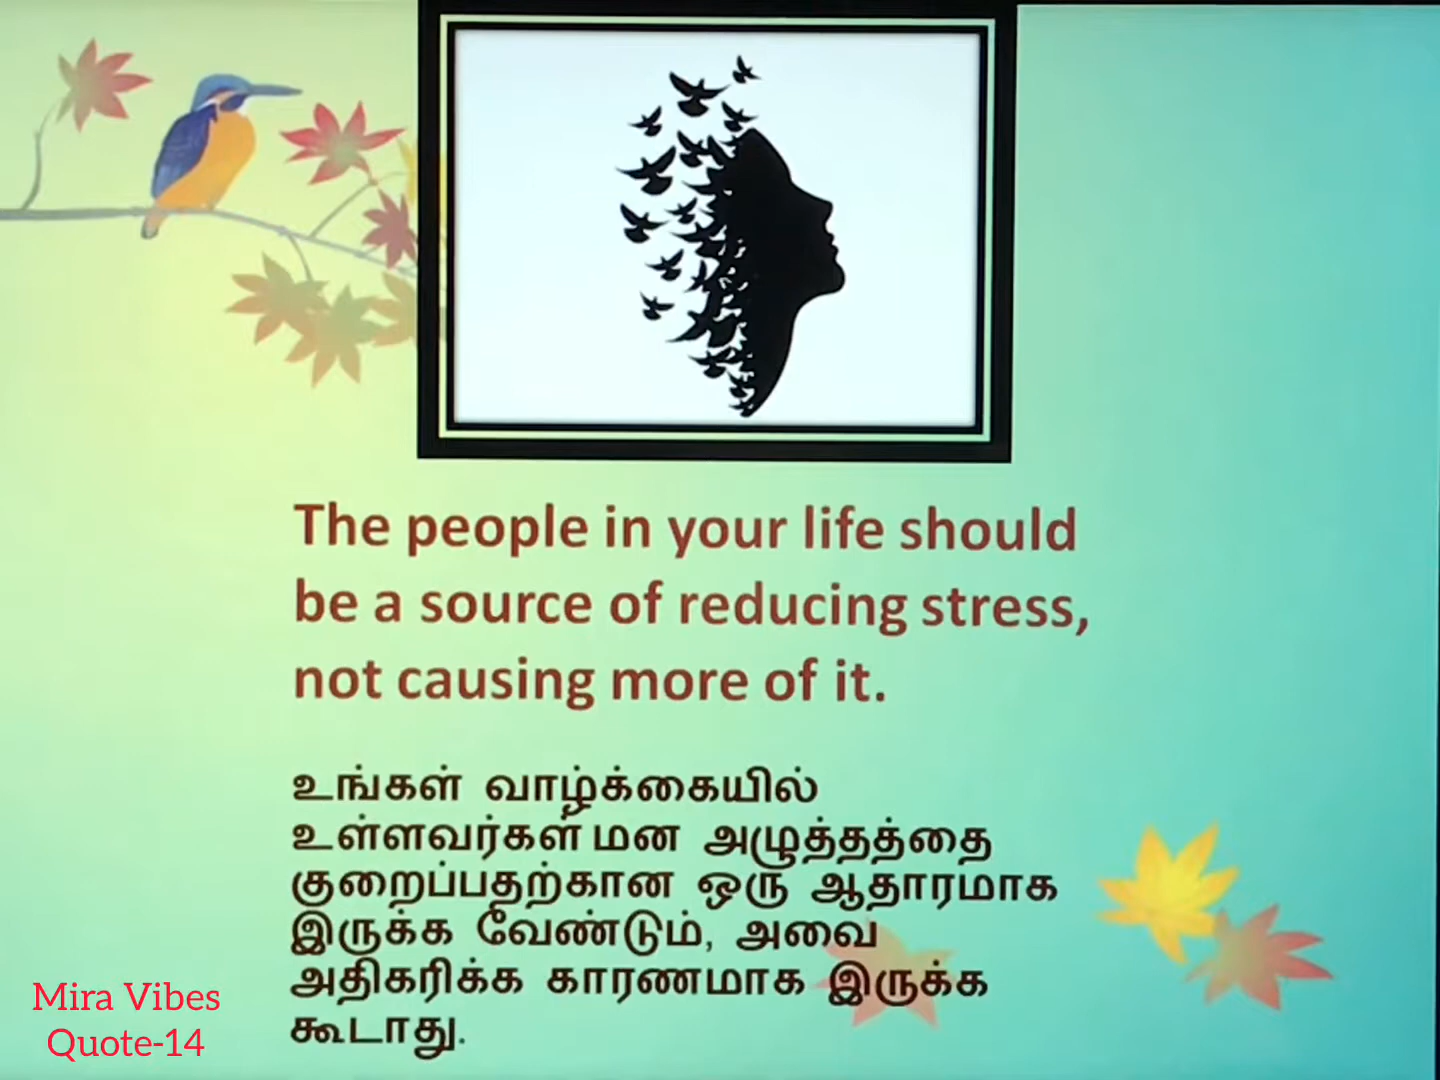 The people in your life should
be a source of reducing stress,
not causing more of it.
உங்கள் வாழ்க்கையில்
உள்ளவர்கள் மன அழுத்தத்தை
குறைப்பதற்கான ஒரு ஆதாரமாக
இருக்க வேண்டும், அவை
அதிகரிக்க காரணமாக இருக்க
கூடாது.
Mira Vibes
Quote-14